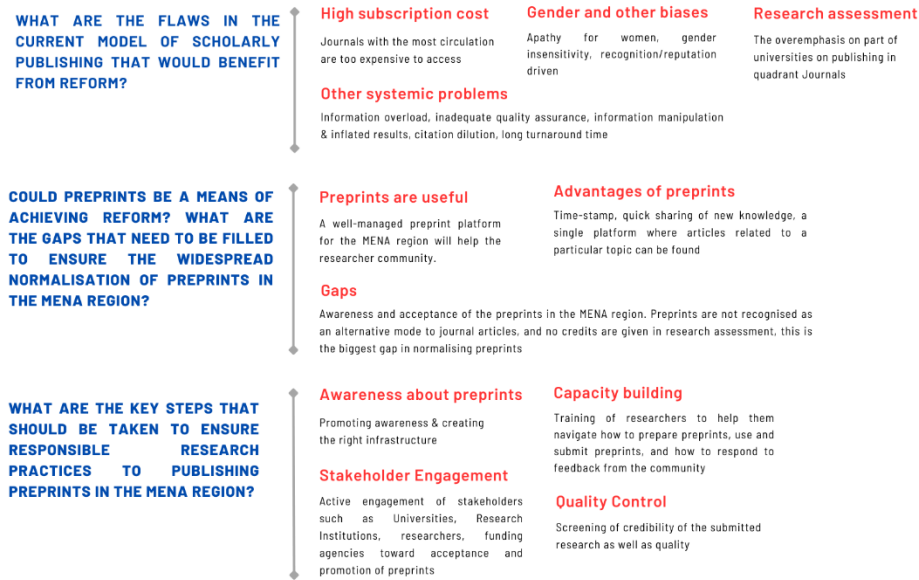 WHAT ARE THE FLAWS IN THE
CURRENT MODEL OF SCHOLARLY
PUBLISHING THAT WOULD BENEFIT
FROM REFORM?
High subscription cost
Journals with the most circulation
are too expensive to access
Gender and other biases
Apathy for women, gender
insensitivity, recognition/reputation
driven
Research assessment
The overemphasis on part of
universities on publishing in
quadrant Journals
Other systemic problems
Information overload, inadequate quality assurance, information manipulation
& inflated results, citation dilution, long turnaround time
COULD PREPRINTS BE A MEANS OF
ACHIEVING REFORM? WHAT ARE
THE GAPS THAT NEED TO BE FILLED
TO ENSURE THE WIDESPREAD
NORMALISATION OF PREPRINTS IN
THE MENA REGION?
Preprints are useful
A well-managed preprint platform
for the MENA region will help the
researcher community.
Advantages of preprints
Time-stamp, quick sharing of new knowledge, a
single platform where articles related to a
particular topic can be found
Gaps
Awareness and acceptance of the preprints in the MENA region. Preprints are not recognised as
an alternative mode to journal articles, and no credits are given in research assessment, this is
the biggest gap in normalising preprints
WHAT ARE THE KEY STEPS THAT
SHOULD BE TAKEN TO ENSURE
RESPONSIBLE RESEARCH
PRACTICES TO PUBLISHING
PREPRINTS IN THE MENA REGION?
Awareness about preprints
Promoting awareness & creating
the right infrastructure
Capacity building
Training of researchers to help them
navigate how to prepare preprints, use and
submit preprints, and how to respond to
feedback from the community
Stakeholder Engagement
Active engagement of stakeholders
such as Universities, Research
Institutions, researchers, funding
agencies toward acceptance and
promotion of preprints
Quality Control
Screening of credibility of the submitted
research as well as quality